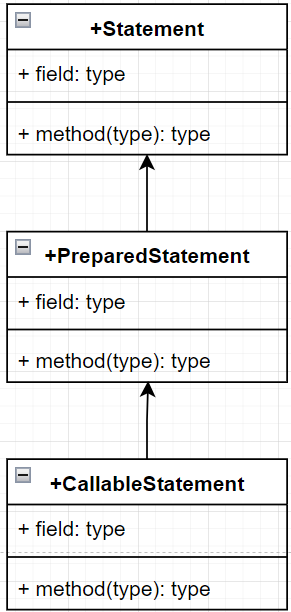 +Statement
+ field: type
+ method(type): type
+PreparedStatement
+ field: type
+ method(type): type
+CallableStatement
+ field: type
+ method(type): type